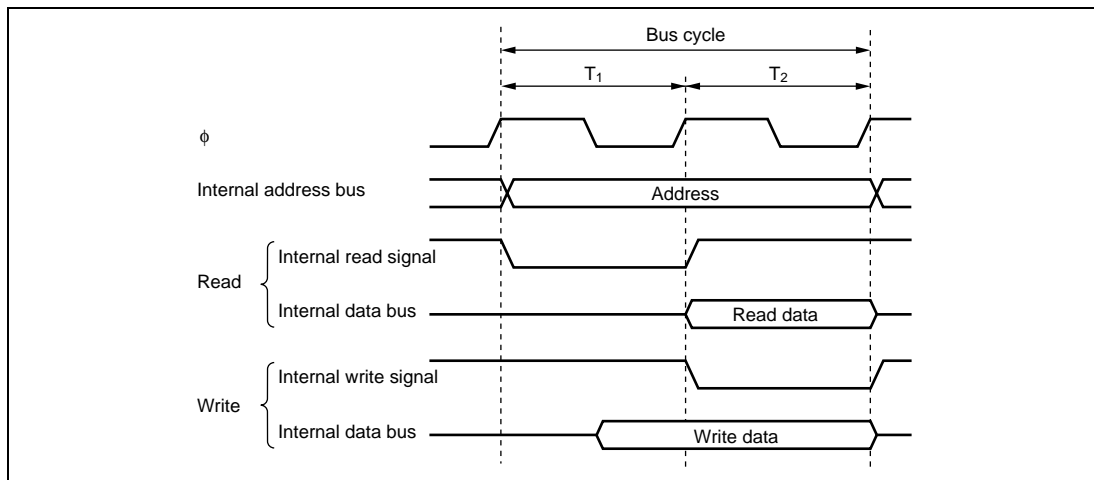 Bus cycle
T₁ T₂
ϕ
Internal address bus Address
Internal read signal
Read
Internal data bus Read data
Internal write signal
Write
Internal data bus Write data